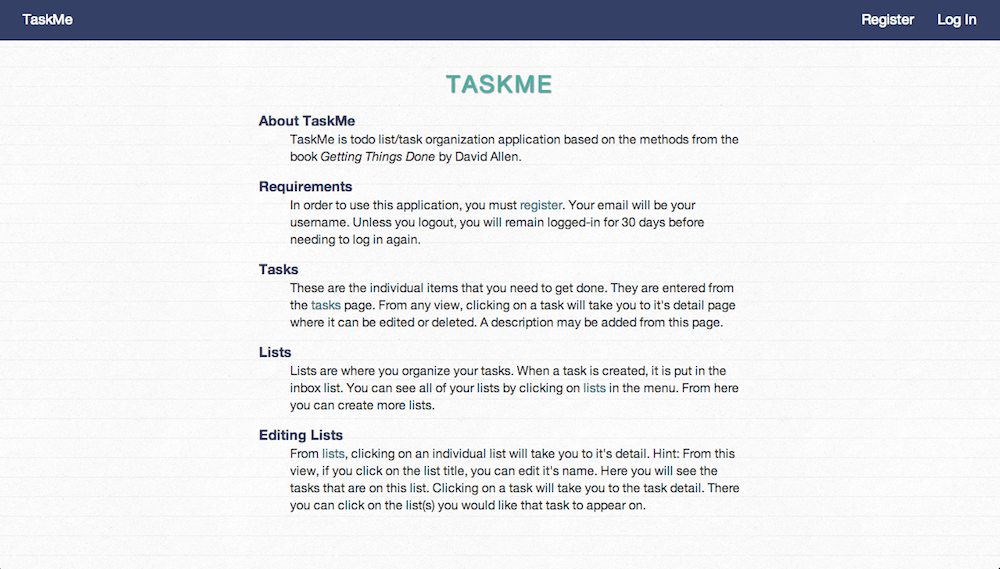 TaskMe
Register
Log In
TASKME
About TaskMe
TaskMe is todo list/task organization application based on the methods from the
book Getting Things Done by David Allen.
Requirements
In order to use this application, you must register. Your email will be your
username. Unless you logout, you will remain logged-in for 30 days before
needing to log in again.
Tasks
These are the individual items that you need to get done. They are entered from
the tasks page. From any view, clicking on a task will take you to it's detail page
where it can be edited or deleted. A description may be added from this page.
Lists
Lists are where you organize your tasks. When a task is created, it is put in the
inbox list. You can see all of your lists by clicking on lists in the menu. From here
you can create more lists.
Editing Lists
From lists, clicking on an individual list will take you to it's detail. Hint: From this
view, if you click on the list title, you can edit it's name. Here you will see the
tasks that are on this list. Clicking on a task will take you to the task detail. There
you can click on the list(s) you would like that task to appear on.